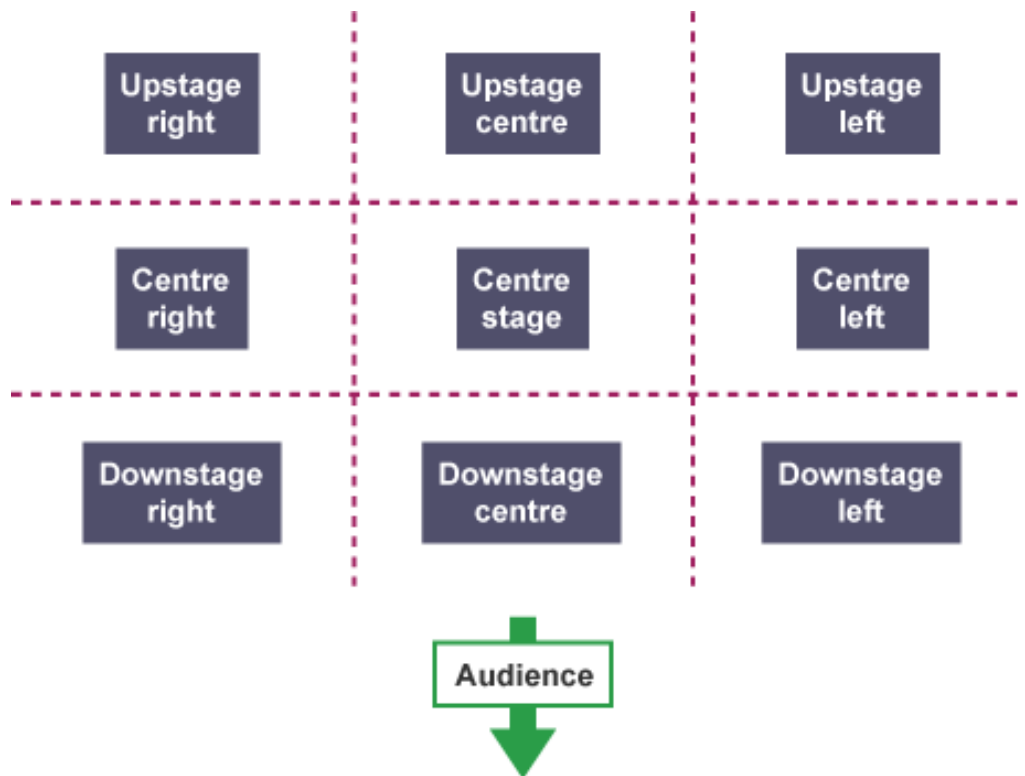 Upstage
right
Upstage
centre
Upstage
left
Centre
right
Centre
stage
Centre
left
Downstage
right
Downstage
centre
Downstage
left
Audience